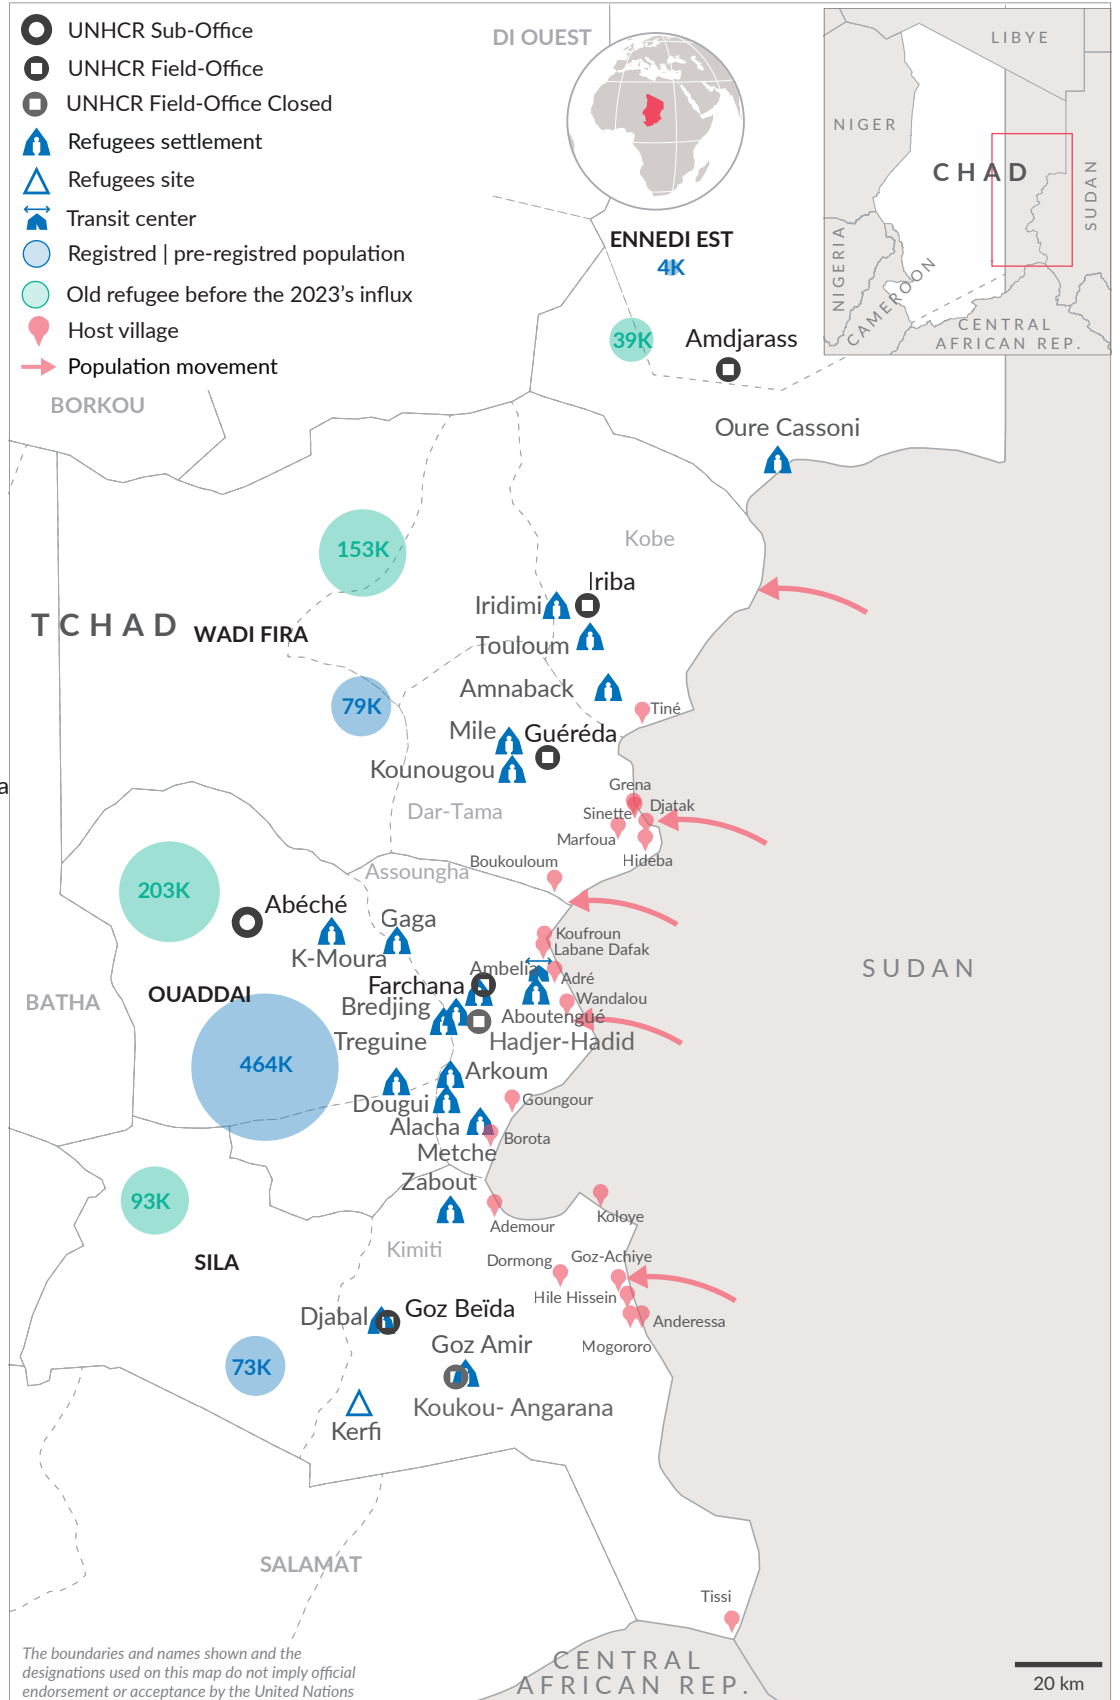 UNHCR Sub-Office
UNHCR Field-Office
UNHCR Field-Office Closed
Refugees settlement
Refugees site
Transit center
Registred | pre-registred population
Old refugee before the 2023's influx
Host village
Population movement
DI OUEST
LIBYE
NIGER
CHAD
SUDAN
NIGERIA
CAMEROON
CENTRAL
AFRICAN REP.
ENNEDI EST
4K
39K
Amdjarass
BORKOU
Oure Cassoni
153K
Kobe
Iriba
Iridimi
TCHAD
WADI FIRA
Touloum
Amnaback
79K
Tiné
Mile
Guéréda
Kounougou
a
Grena
Dar-Tama
Sinette
Djatak
Marfoua
Hideba
Boukouloum
Assoungha
203K
Abéché
Gaga
Koufroun
Labane Dafak
K-Moura
Ambelia
SUDAN
Adré
Farchana
OUADDAI
BATHA
Wandalou
Bredjing
Aboutengué
Treguine
Hadjer-Hadid
464K
Arkoum
Dougui
Goungour
Alacha
Borota
Metche
Zabout
93K
Koloye
Ademour
Kimiti
Dormong
Goz-Achiye
SILA
Hile Hissein
Djabal
Goz Beïda
Anderessa
Goz Amir
Mogororo
73K
Koukou- Angarana
Kerfi
SALAMAT
Tissi
The boundaries and names shown and the
designations used on this map do not imply official
endorsement or acceptance by the United Nations
CENTRAL
AFRICAN REP.
20 km